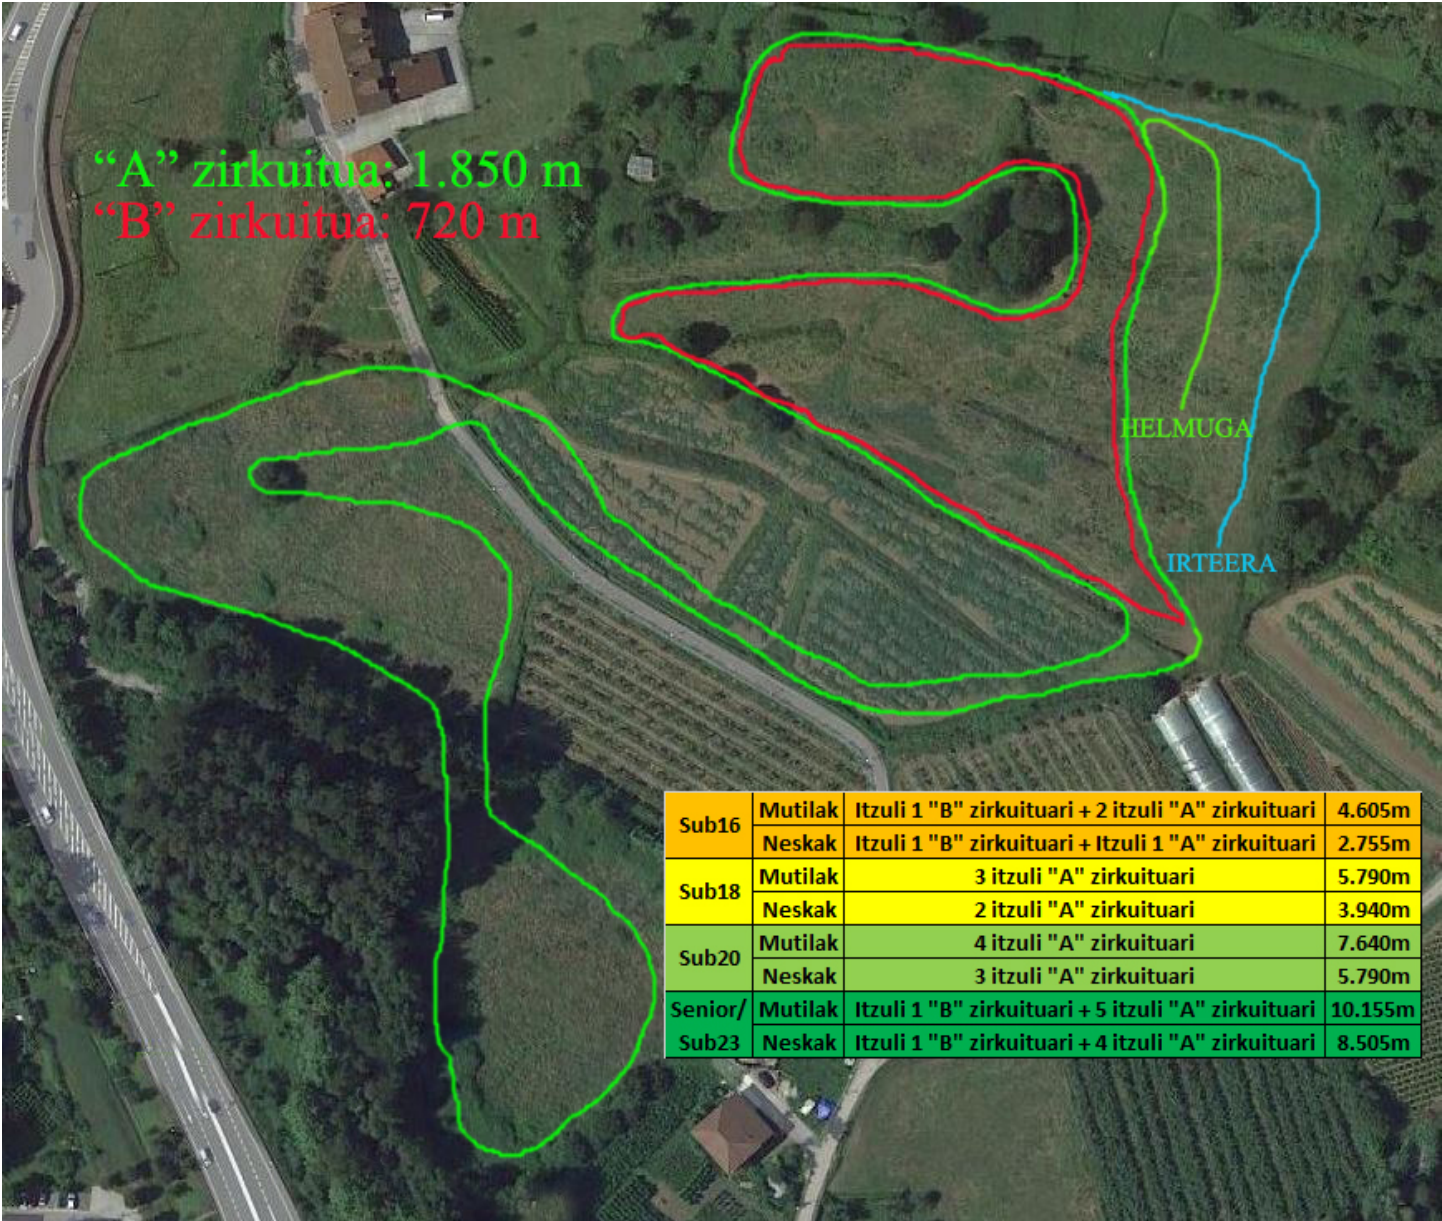 “A” zirkuitua: 1.850 m
“B” zirkuitua: 720 m
HELMUGA
IRTEERA
Sub16 Mutilak Itzuli 1 "B" zirkuituari + 2 itzuli "A" zirkuituari 4.605m
Neskak Itzuli 1 "B" zirkuituari + Itzuli 1 "A" zirkuituari 2.755m
Sub18 Mutilak 3 itzuli "A" zirkuituari 5.790m
Neskak 2 itzuli "A" zirkuituari 3.940m
Sub20 Mutilak 4 itzuli "A" zirkuituari 7.640m
Neskak 3 itzuli "A" zirkuituari 5.790m
Senior/ Mutilak Itzuli 1 "B" zirkuituari + 5 itzuli "A" zirkuituari 10.155m
Sub23 Neskak Itzuli 1 "B" zirkuituari + 4 itzuli "A" zirkuituari 8.505m